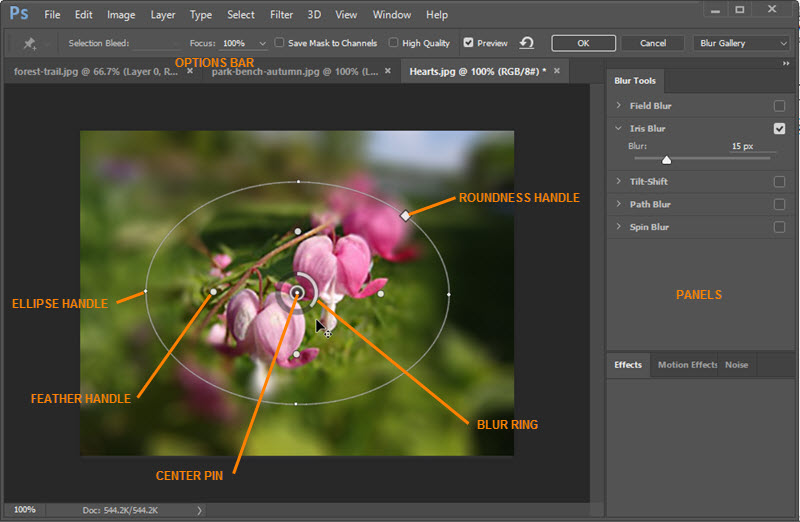 Ps File Edit Image Layer Type Select Filter 3D View Window Help
Selection Bleed: Focus: 100% Save Mask to Channels High Quality Preview OK Cancel Blur Gallery
OPTIONS BAR
forest-trail.jpg @ 66.7% (Layer 0, R... × park-bench-autumn.jpg @ 100% (L... × Hearts.jpg @ 100% (RGB/8#) * ×
Blur Tools
Field Blur
Iris Blur
Blur: 15 px
Tilt-Shift
Path Blur
Spin Blur
ROUNDNESS HANDLE
ELLIPSE HANDLE
PANELS
FEATHER HANDLE
BLUR RING
CENTER PIN
Effects Motion Effects Noise
100% Doc: 544.2K/544.2K